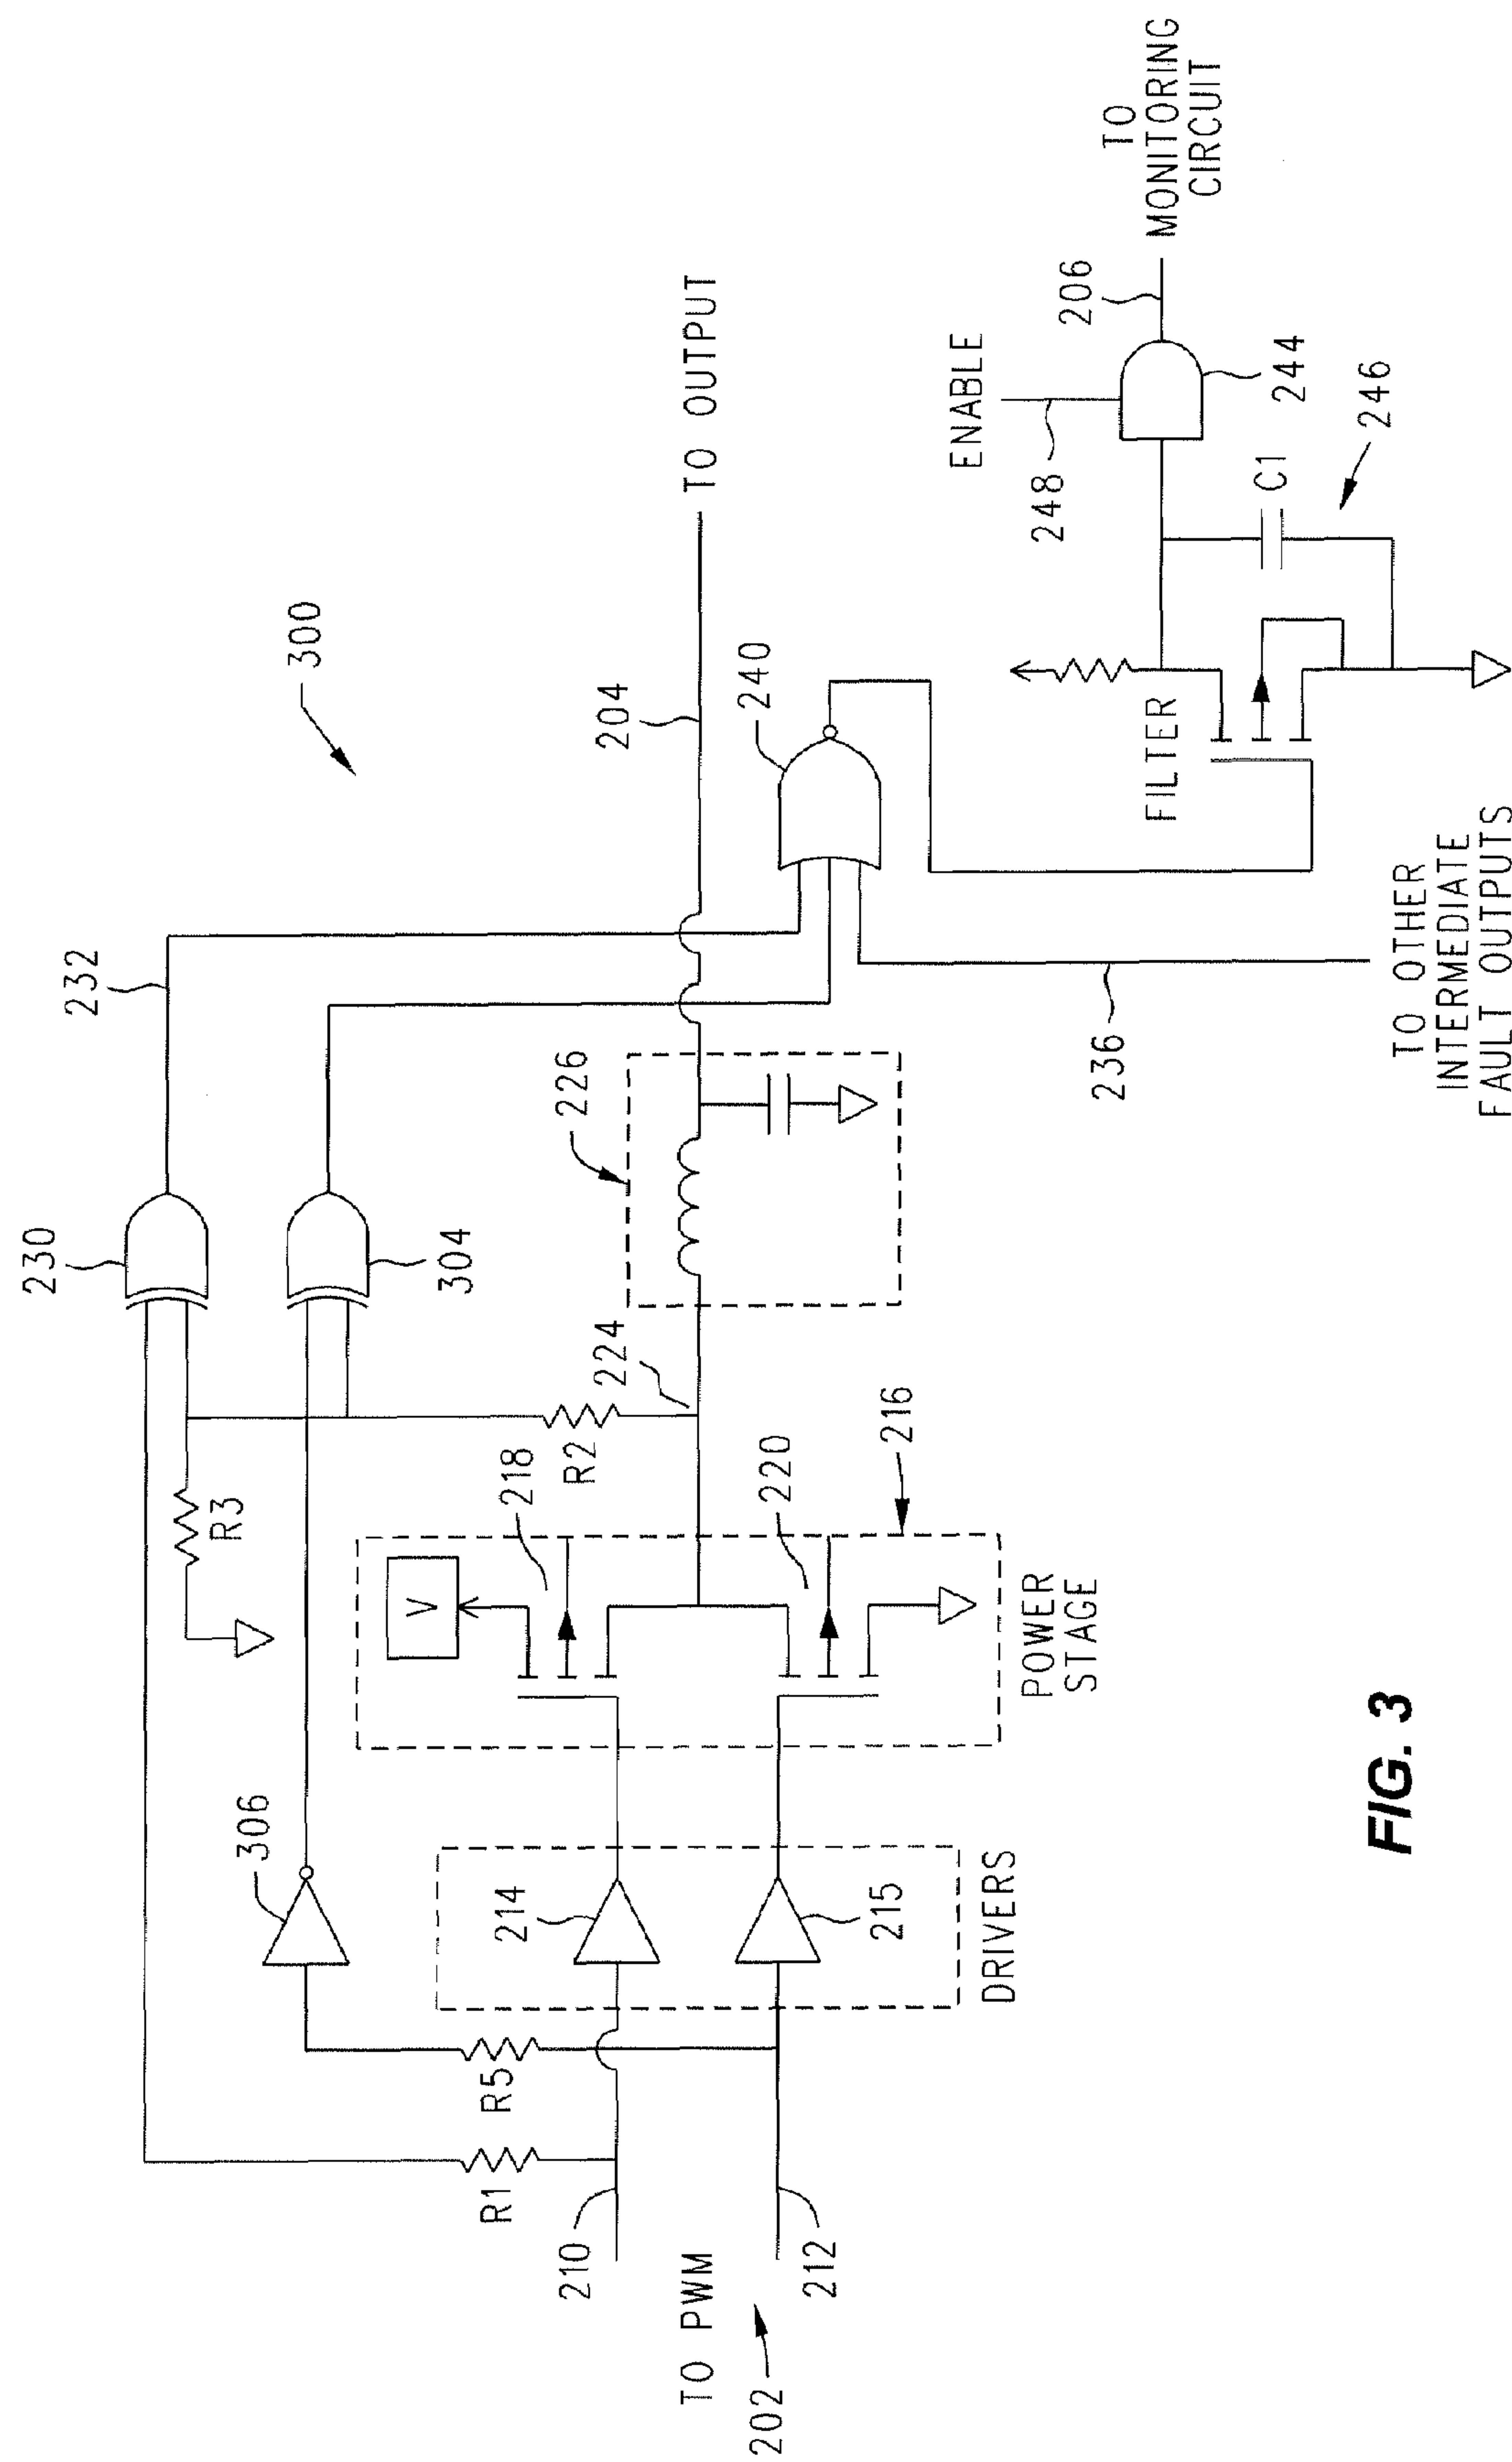 300
230
232
304
306
R3
R1
R5
R2
210
TO PWM
202
212
214
215
DRIVERS
V
218
220
216
POWER
STAGE
224
226
204
TO OUTPUT
240
236
TO OTHER
INTERMEDIATE
FAULT OUTPUTS
FILTER
C1
246
ENABLE
248
244
206
TO
MONITORING
CIRCUIT
FIG. 3